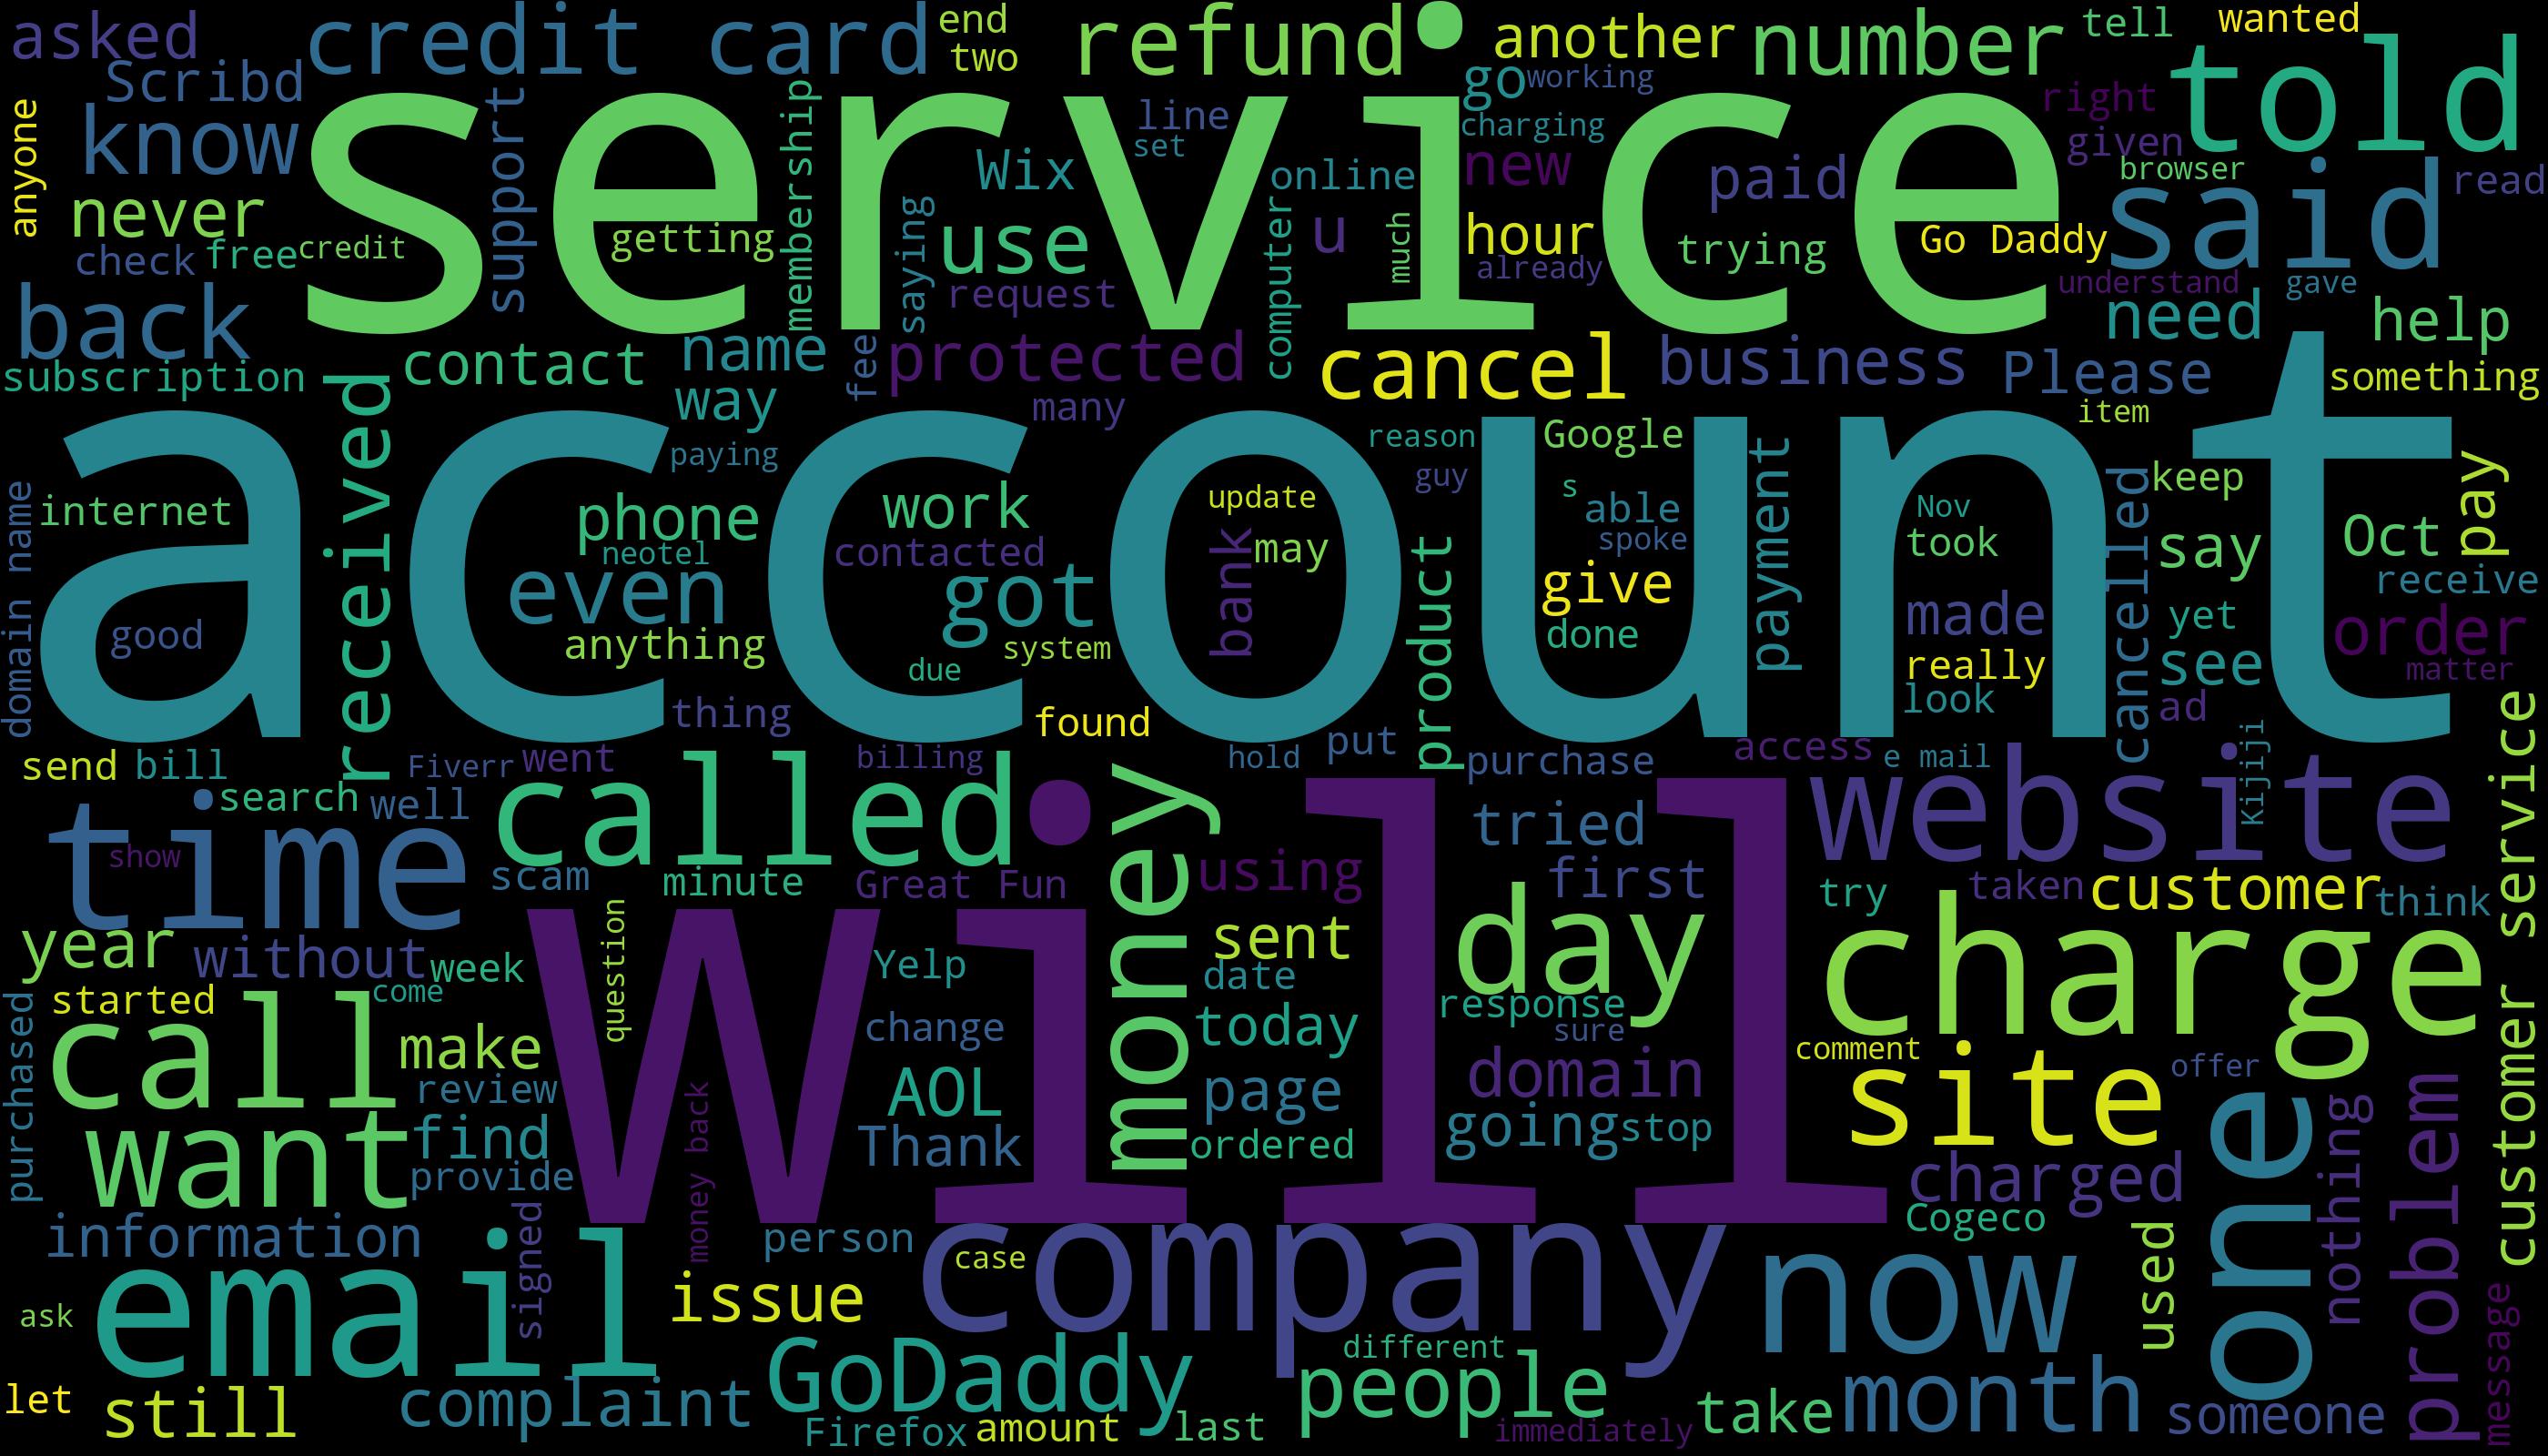 asked
credit card
end
two
refund
another
number
tell
wanted
Scribd
go
working
told
anyone
know
support
service
membership
line
set
charging
right
given
never
Wix
online
new
paid
browser
said
read
check
free
credit
getting
saying
use
computer
u
much
hour
already
trying
Go Daddy
understand
gave
back
request
need
help
subscription
received
contact
name
way
fee
protected
many
cancel
business
Please
something
item
account
paying
reason
Google
guy
payment
cancelled
keep
pay
domain name
internet
phone
neotel
work
contacted
update
bank
may
s
able
spoke
Nov
took
say
Oct
receive
good
even
anything
got
system
due
product
give
done
made
really
look
yet
see
ad
order
matter
thing
found
send
bill
Fiverr
went
billing
hold
put
purchase
access
e mail
Kijiji
customer service
search
well
time
show
called
scam
minute
Great Fun
money
using
will
tried
first
website
try
taken
customer
think
year
without
week
question
Yelp
sent
date
day
response
charge
started
come
call
purchased
make
review
change
today
sure
comment
site
offer
want
find
provide
money back
AOL
Thank
page
ordered
domain
going
stop
one
nothing
problem
charged
Cogeco
information
signed
person
company
case
now
used
message
ask
email
issue
different
let
still
complaint
GoDaddy
Firefox
amount
last
people
immediately
take
month
someone